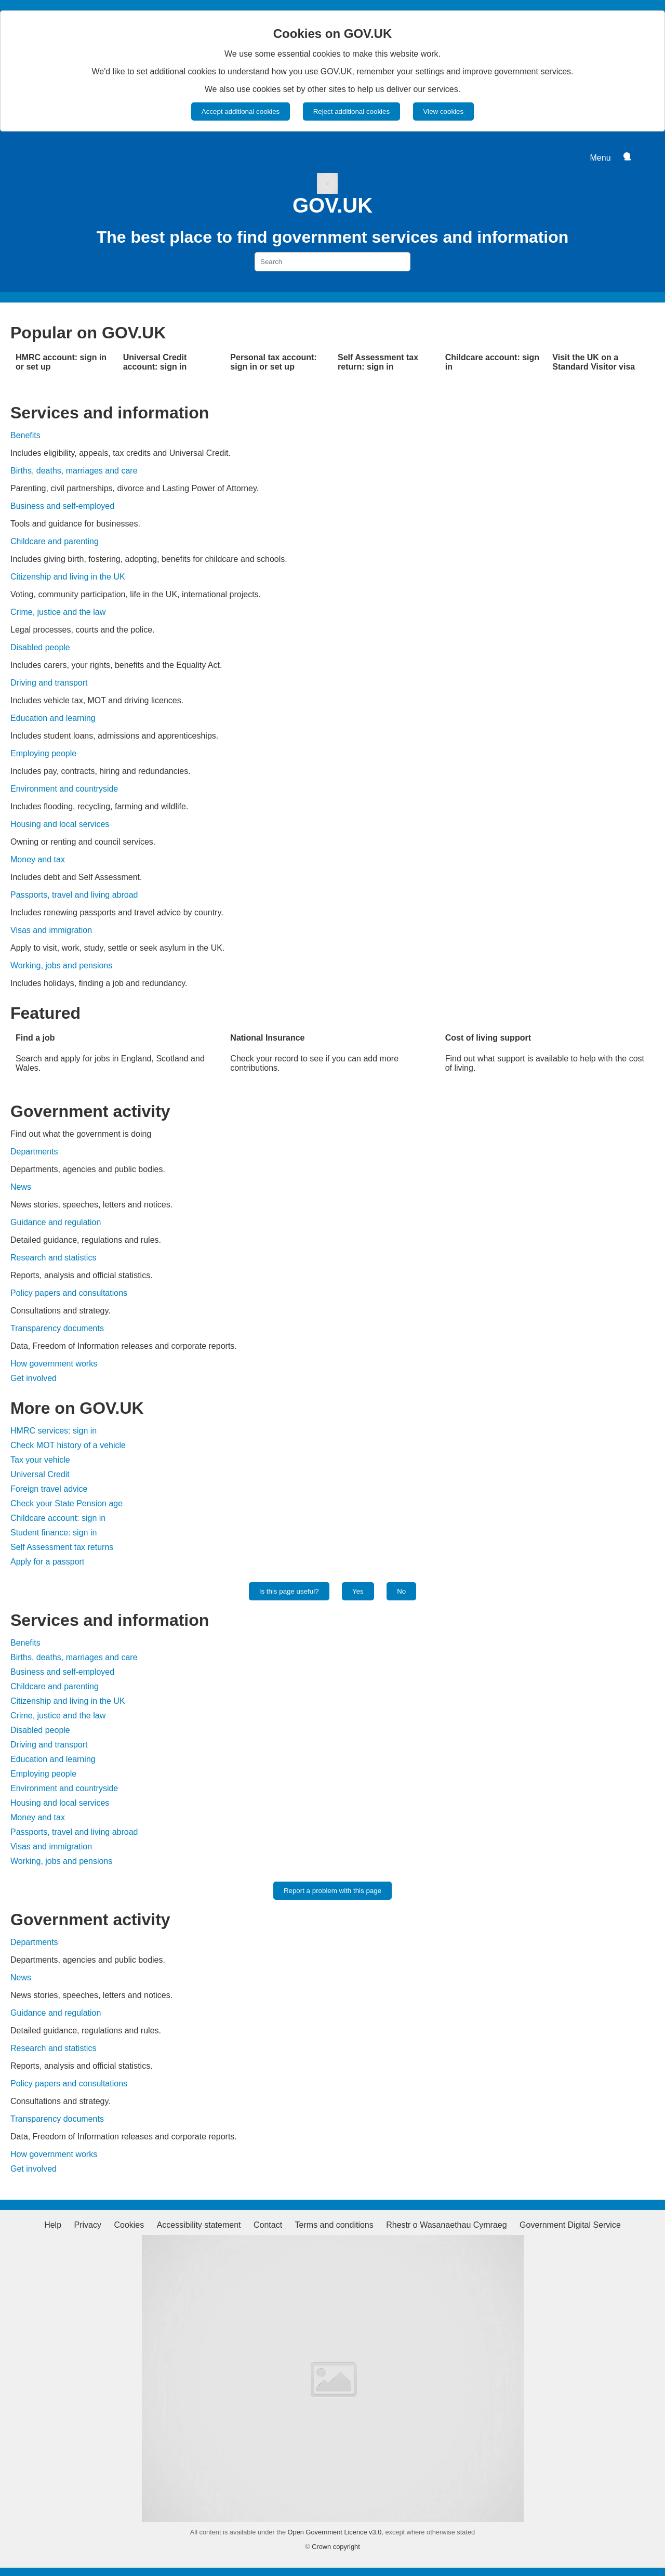 Cookies on GOV.UK
We use some essential cookies to make this website work.
We'd like to set additional cookies to understand how you use GOV.UK, remember your settings and improve government services.
We also use cookies set by other sites to help us deliver our services.
Accept additional cookies
Reject additional cookies
View cookies
Menu
GOV.UK
The best place to find government services and information
Search
Popular on GOV.UK
HMRC account: sign in or set up
Universal Credit account: sign in
Personal tax account: sign in or set up
Self Assessment tax return: sign in
Childcare account: sign in
Visit the UK on a Standard Visitor visa
Services and information
Benefits
Includes eligibility, appeals, tax credits and Universal Credit.
Births, deaths, marriages and care
Parenting, civil partnerships, divorce and Lasting Power of Attorney.
Business and self-employed
Tools and guidance for businesses.
Childcare and parenting
Includes giving birth, fostering, adopting, benefits for childcare and schools.
Citizenship and living in the UK
Voting, community participation, life in the UK, international projects.
Crime, justice and the law
Legal processes, courts and the police.
Disabled people
Includes carers, your rights, benefits and the Equality Act.
Driving and transport
Includes vehicle tax, MOT and driving licences.
Education and learning
Includes student loans, admissions and apprenticeships.
Employing people
Includes pay, contracts, hiring and redundancies.
Environment and countryside
Includes flooding, recycling, farming and wildlife.
Housing and local services
Owning or renting and council services.
Money and tax
Includes debt and Self Assessment.
Passports, travel and living abroad
Includes renewing passports and travel advice by country.
Visas and immigration
Apply to visit, work, study, settle or seek asylum in the UK.
Working, jobs and pensions
Includes holidays, finding a job and redundancy.
Featured
Find a job
Search and apply for jobs in England, Scotland and Wales.
National Insurance
Check your record to see if you can add more contributions.
Cost of living support
Find out what support is available to help with the cost of living.
Government activity
Find out what the government is doing
Departments
Departments, agencies and public bodies.
News
News stories, speeches, letters and notices.
Guidance and regulation
Detailed guidance, regulations and rules.
Research and statistics
Reports, analysis and official statistics.
Policy papers and consultations
Consultations and strategy.
Transparency documents
Data, Freedom of Information releases and corporate reports.
How government works
Get involved
More on GOV.UK
HMRC services: sign in
Check MOT history of a vehicle
Tax your vehicle
Universal Credit
Foreign travel advice
Check your State Pension age
Childcare account: sign in
Student finance: sign in
Self Assessment tax returns
Apply for a passport
Is this page useful?
Yes
No
Services and information
Benefits
Births, deaths, marriages and care
Business and self-employed
Childcare and parenting
Citizenship and living in the UK
Crime, justice and the law
Disabled people
Driving and transport
Education and learning
Employing people
Environment and countryside
Housing and local services
Money and tax
Passports, travel and living abroad
Visas and immigration
Working, jobs and pensions
Report a problem with this page
Government activity
Departments
Departments, agencies and public bodies.
News
News stories, speeches, letters and notices.
Guidance and regulation
Detailed guidance, regulations and rules.
Research and statistics
Reports, analysis and official statistics.
Policy papers and consultations
Consultations and strategy.
Transparency documents
Data, Freedom of Information releases and corporate reports.
How government works
Get involved
Help
Privacy
Cookies
Accessibility statement
Contact
Terms and conditions
Rhestr o Wasanaethau Cymraeg
Government Digital Service
All content is available under the Open Government Licence v3.0, except where otherwise stated
© Crown copyright